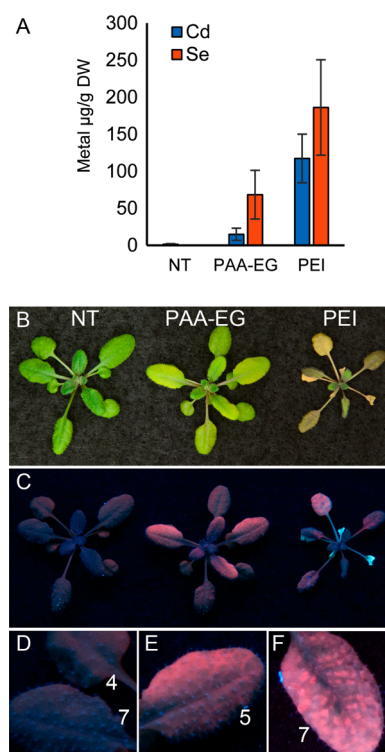 A
300
250
200
150
100
50
0
Metal µg/g DW
Cd
Se
NT PAA-EG PEI
B NT PAA-EG PEI
C
D 4 7
E 5
F 7